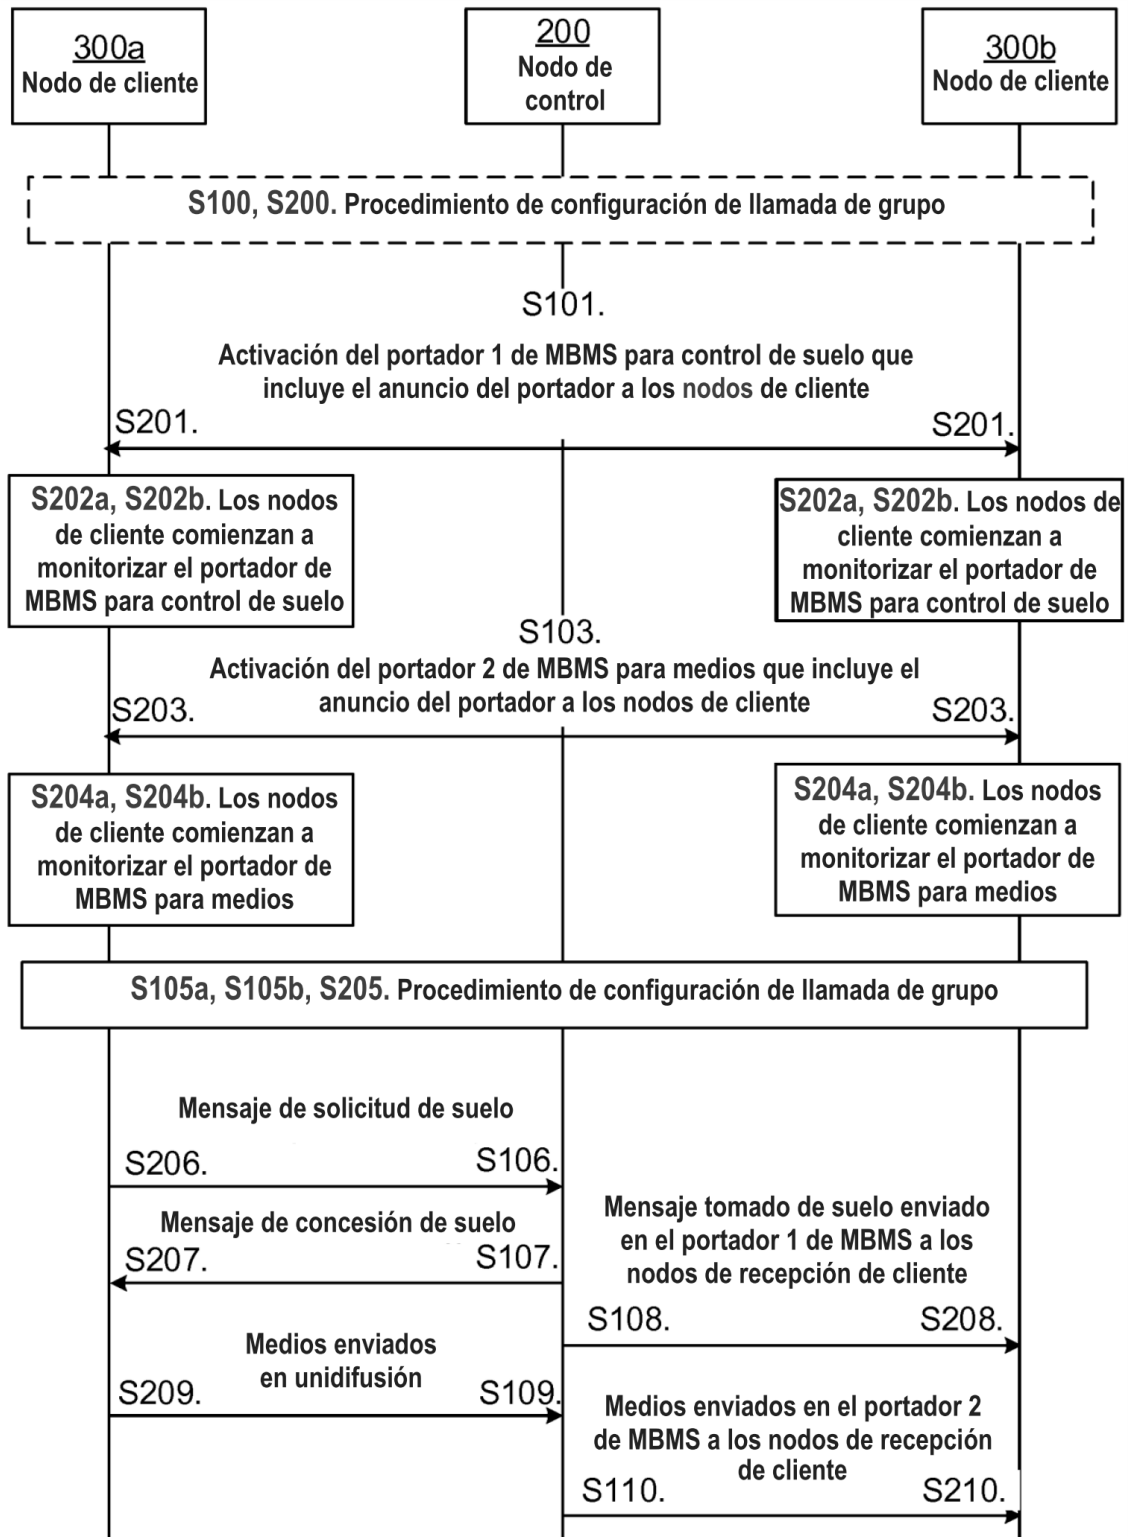 300a
Nodo de cliente
200
Nodo de
control
300b
Nodo de cliente
S100, S200. Procedimiento de configuración de llamada de grupo
S101.
Activación del portador 1 de MBMS para control de suelo que
incluye el anuncio del portador a los nodos de cliente
S201.
S201.
S202a, S202b. Los nodos
de cliente comienzan a
monitorizar el portador de
MBMS para control de suelo
S202a, S202b. Los nodos de
cliente comienzan a
monitorizar el portador de
MBMS para control de suelo
S103.
Activación del portador 2 de MBMS para medios que incluye el
anuncio del portador a los nodos de cliente
S203.
S203.
S204a, S204b. Los nodos
de cliente comienzan a
monitorizar el portador de
MBMS para medios
S204a, S204b. Los nodos
de cliente comienzan a
monitorizar el portador de
MBMS para medios
S105a, S105b, S205. Procedimiento de configuración de llamada de grupo
Mensaje de solicitud de suelo
S206.
S106.
Mensaje de concesión de suelo
S207.
S107.
Mensaje tomado de suelo enviado
en el portador 1 de MBMS a los
nodos de recepción de cliente
S108.
S208.
Medios enviados
en unidifusión
S209.
S109.
Medios enviados en el portador 2
de MBMS a los nodos de recepción
de cliente
S110.
S210.